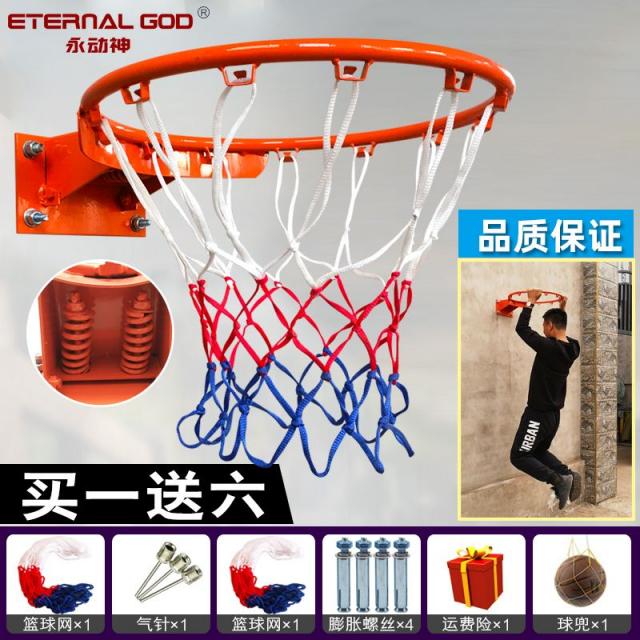 ETERNAL GOD®
永动神
品质保证
URBAN
买一送六
篮球网×1
气针×1
篮球网×1
膨胀螺丝×4
运费险×1
球兜×1